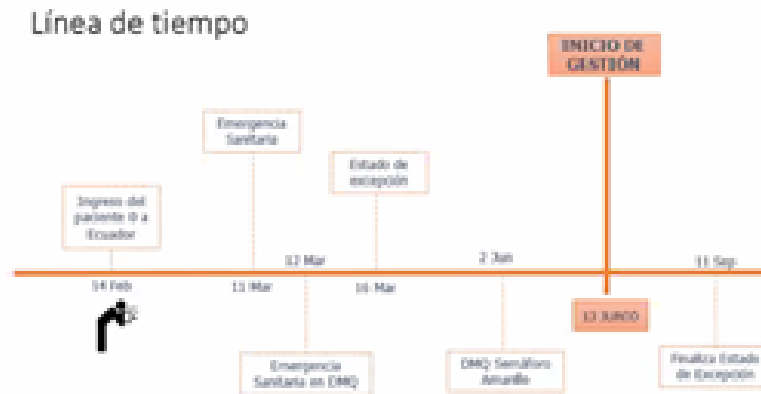 Línea de tiempo
INICIO DE
GESTIÓN
Emergencia
Sanitaria
Estado de
excepción
Ingreso del
paciente 0 a
Ecuador
12 Mar
2 Jun
11 Sep
14 Feb
11 Mar
16 Mar
Emergencia
Sanitaria en DMQ
DMQ Semáforo
Amarillo
Finaliza Estado
de Excepción